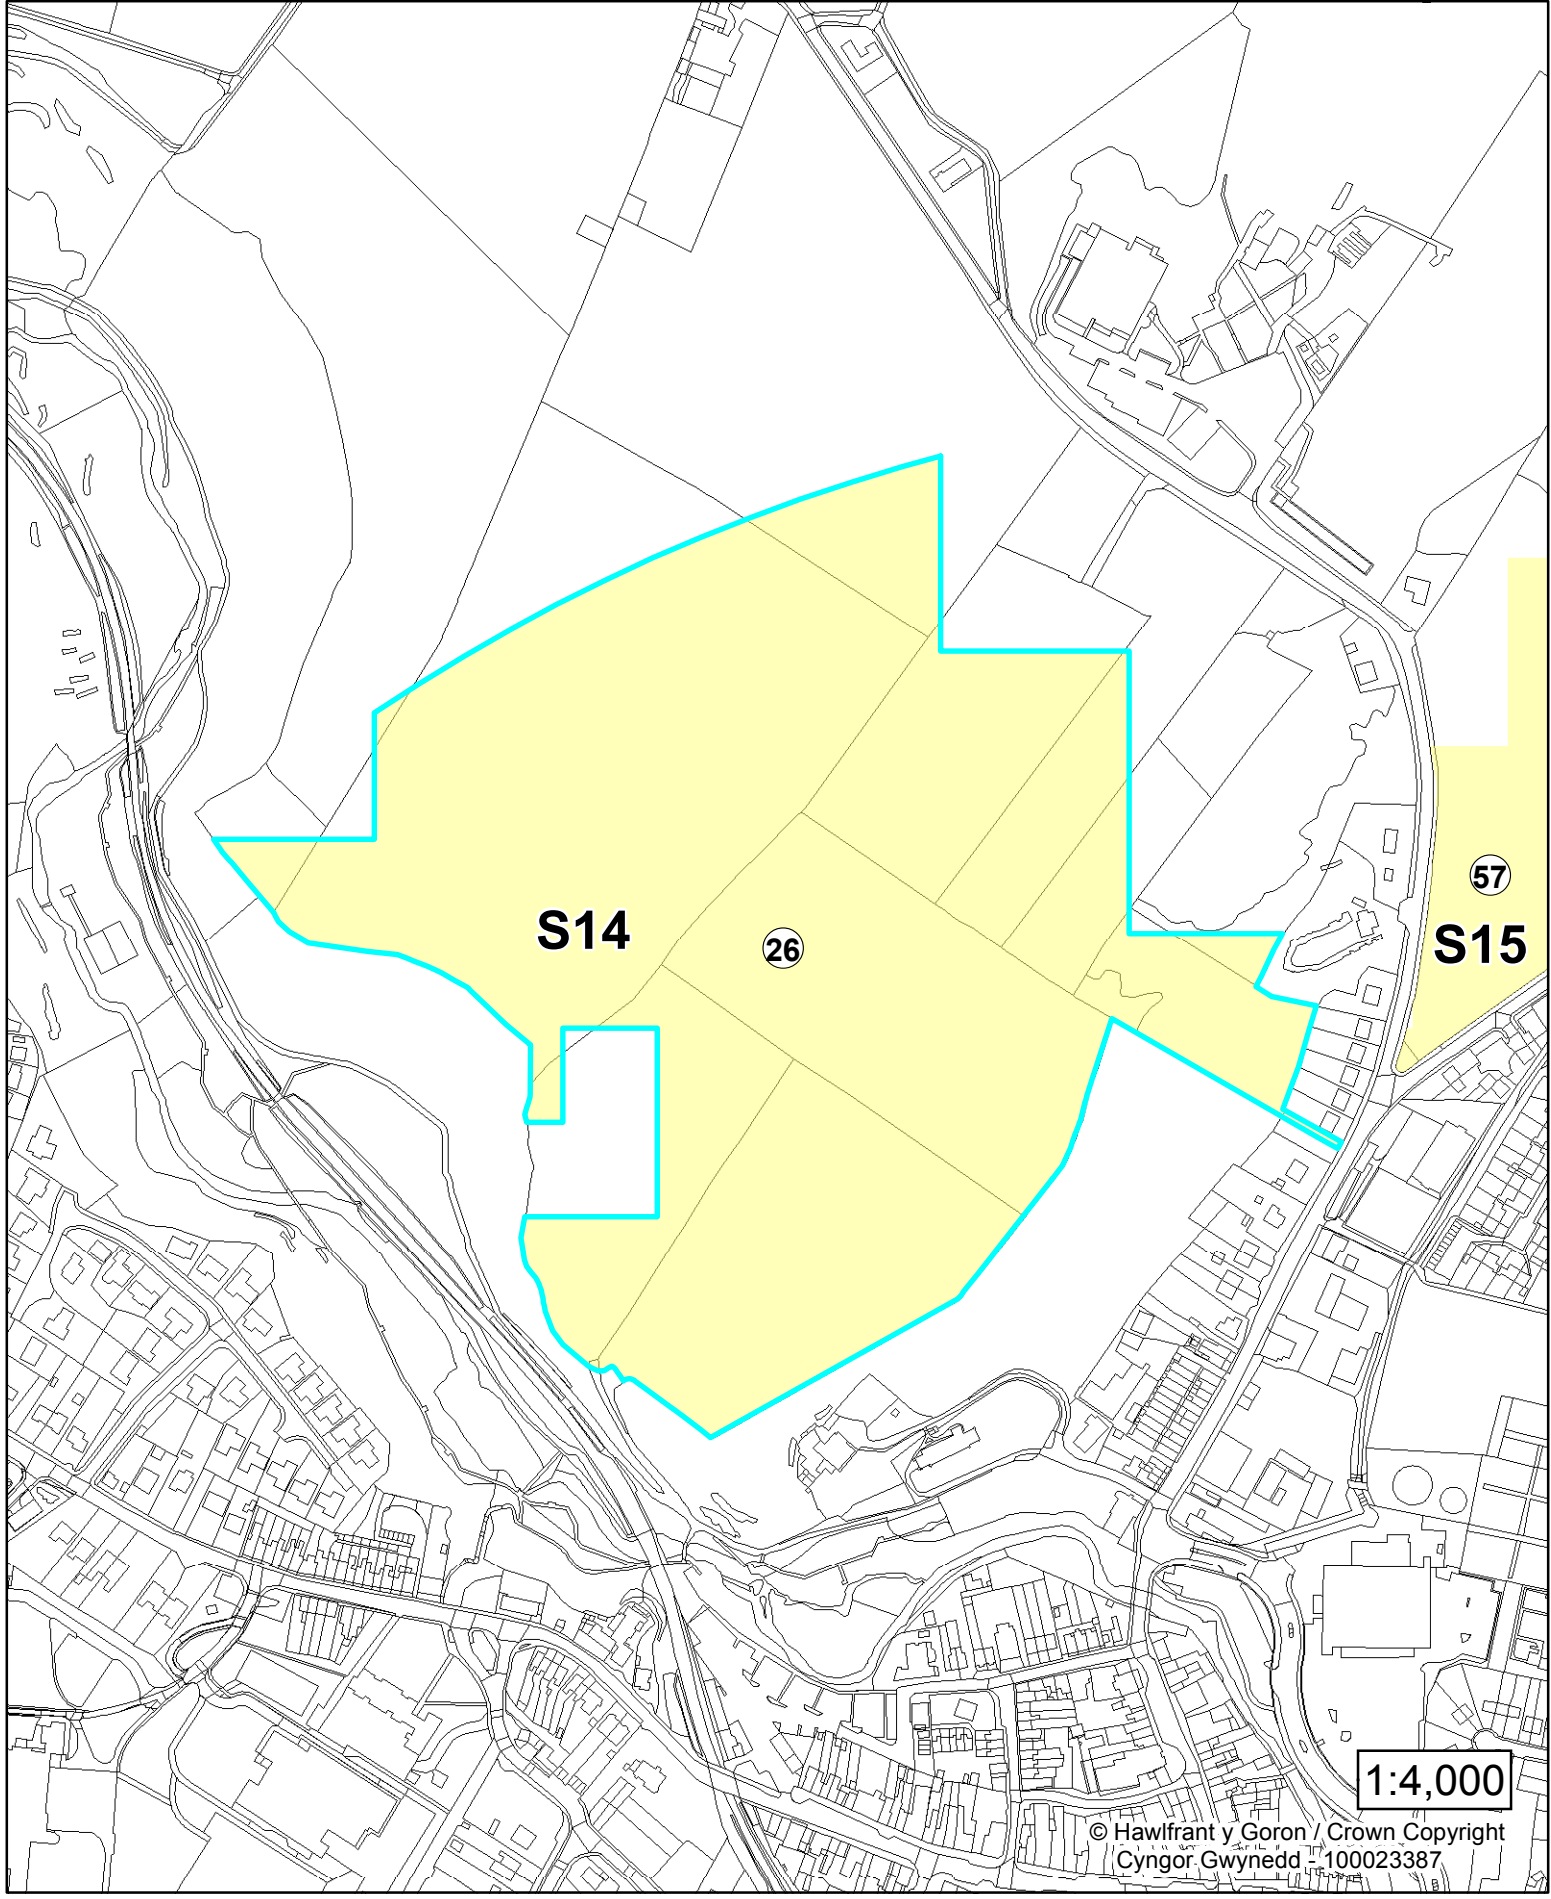 57
S14
S15
26
1:4,000
© Hawlfrant y Goron / Crown Copyright
Cyngor Gwynedd - 100023387